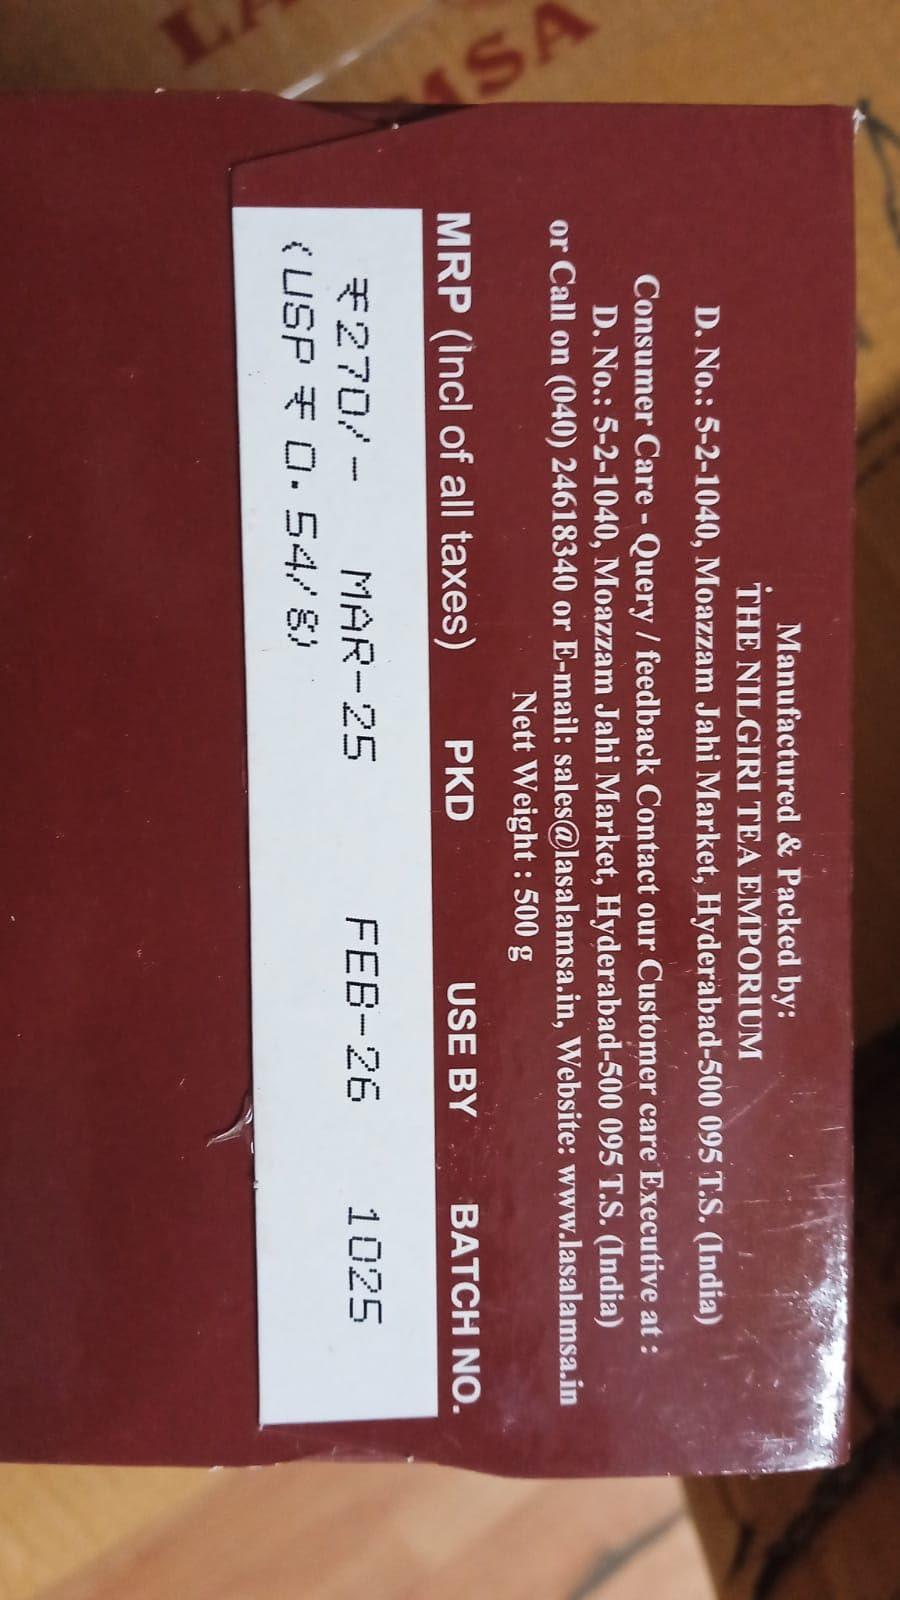 LA
MSA
Manufactured & Packed by:
THE NILGIRI TEA EMPORIUM
D. No.: 5-2-1040, Moazzam Jahi Market, Hyderabad-500 095 T.S. (India)
Consumer Care - Query / feedback Contact our Customer care Executive at :
D. No.: 5-2-1040, Moazzam Jahi Market, Hyderabad-500 095 T.S. (India)
or Call on (040) 24618340 or E-mail: sales@lasalamsa.in, Website: www.lasalamsa.in
Nett Weight : 500 g
MRP (Incl of all taxes) PKD USE BY BATCH NO.
₹270/- MAR-25 FEB-26 1025
(USP ₹ 0.54/g)